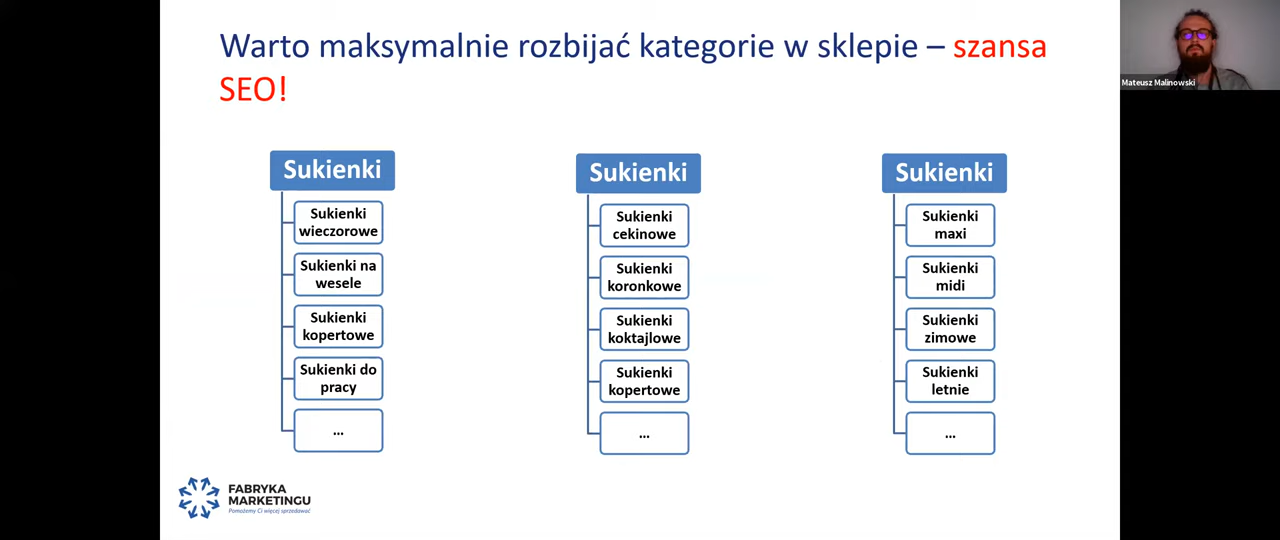 Warto maksymalnie rozbijać kategorie w sklepie – szansa
SEO!
Mateusz Malinowski
Sukienki
Sukienki
wieczorowe
Sukienki na
wesele
Sukienki
kopertowe
Sukienki do
pracy
...
Sukienki
Sukienki
cekinowe
Sukienki
koronkowe
Sukienki
koktajlowe
Sukienki
kopertowe
...
Sukienki
Sukienki
maxi
Sukienki
midi
Sukienki
zimowe
Sukienki
letnie
...
FABRYKA
MARKETINGU
Pomożemy Ci więcej sprzedawać